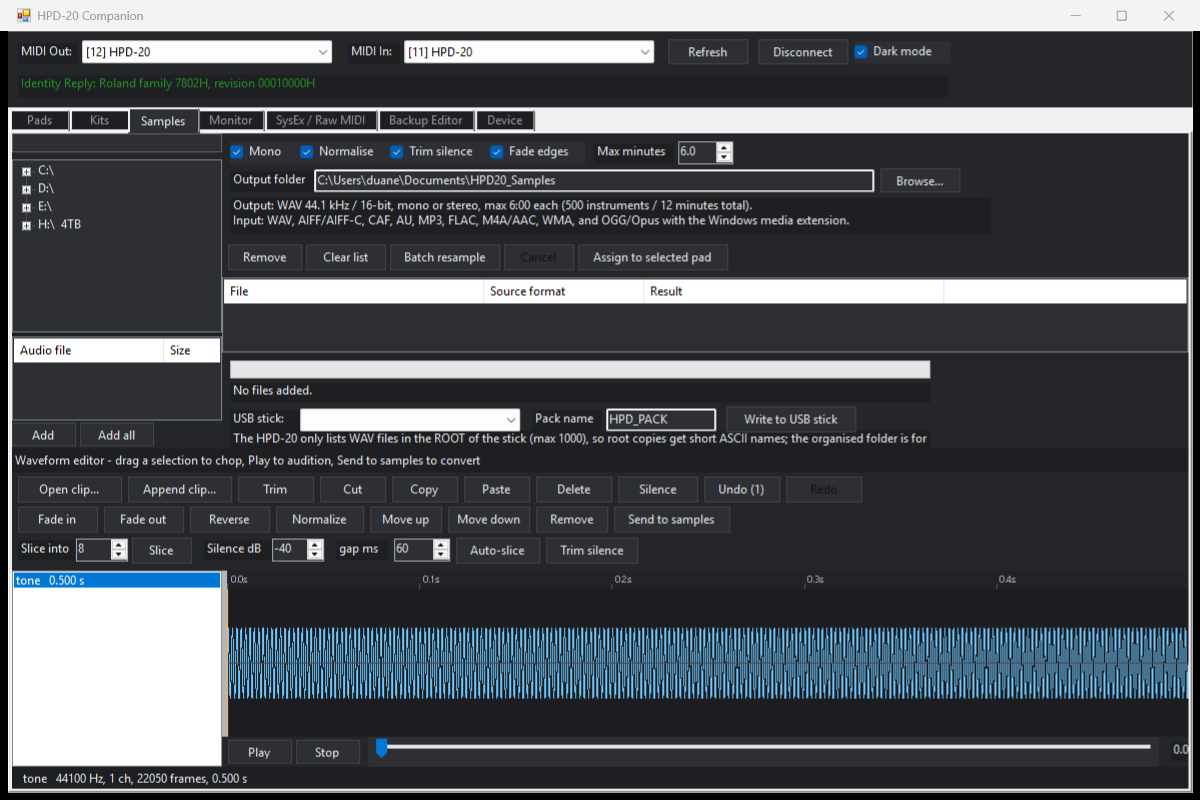 HPD-20 Companion
MIDI Out: [12] HPD-20 MIDI In: [11] HPD-20 Refresh Disconnect Dark mode
Identity Reply: Roland family 7802H, revision 00010000H
Pads Kits Samples Monitor SysEx / Raw MIDI Backup Editor Device
Mono Normalise Trim silence Fade edges Max minutes 6.0
C:\
D:\
E:\
H:\ 4TB
Output folder C:\Users\duane\Documents\HPD20_Samples Browse...
Output: WAV 44.1 kHz / 16-bit, mono or stereo, max 6:00 each (500 instruments / 12 minutes total).
Input: WAV, AIFF/AIFF-C, CAF, AU, MP3, FLAC, M4A/AAC, WMA, and OGG/Opus with the Windows media extension.
Remove Clear list Batch resample Cancel Assign to selected pad
File Source format Result
Audio file Size
No files added.
USB stick: Pack name HPD_PACK Write to USB stick
Add Add all
The HPD-20 only lists WAV files in the ROOT of the stick (max 1000), so root copies get short ASCII names; the organised folder is for
Waveform editor - drag a selection to chop, Play to audition, Send to samples to convert
Open clip... Append clip... Trim Cut Copy Paste Delete Silence Undo (1) Redo
Fade in Fade out Reverse Normalize Move up Move down Remove Send to samples
Slice into 8 Slice Silence dB -40 gap ms 60 Auto-slice Trim silence
tone 0.500 s
0.0s 0.1s 0.2s 0.3s 0.4s
Play Stop 0.0
tone 44100 Hz, 1 ch, 22050 frames, 0.500 s